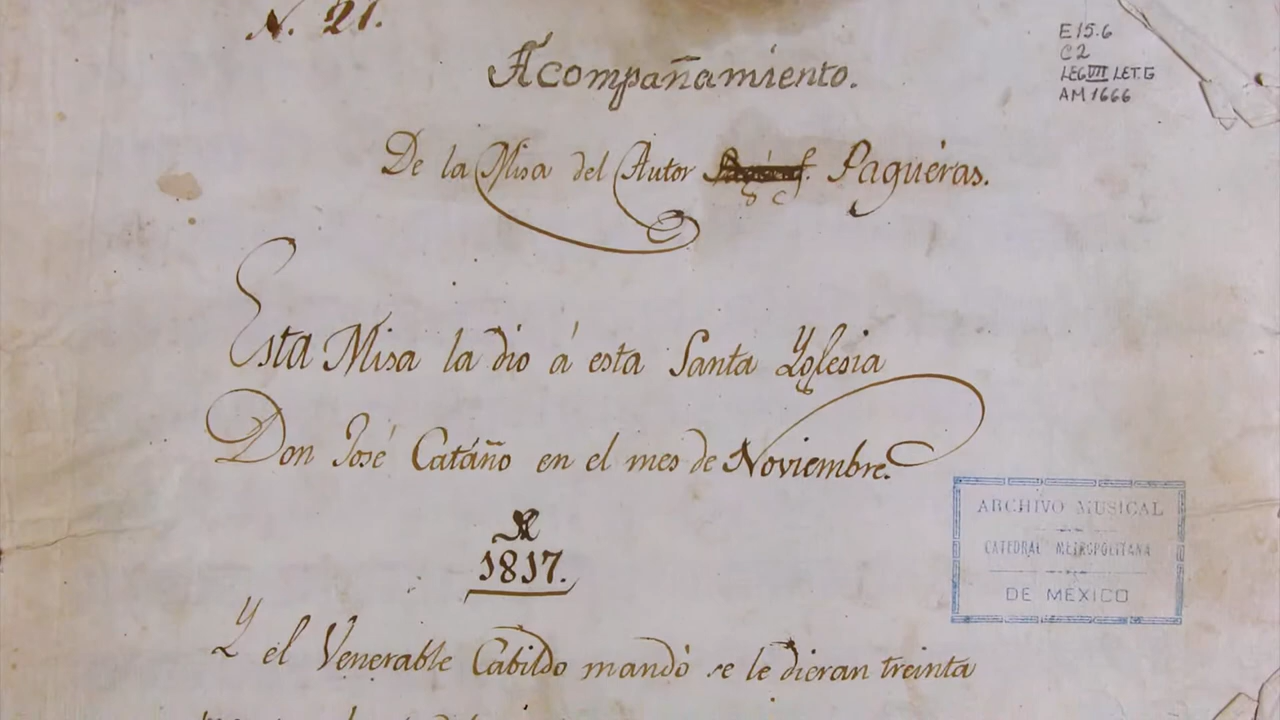 N. 21.
Acompañamiento.
E15.6
C2
LEG VII LET.G
AM 1666
De la Misa del Autor Pagueras.
Esta Misa la dio á esta Santa Yglesia
Don José Catáño en el mes de Noviembre.
1817.
ARCHIVO MUSICAL
CATEDRAL METROPOLITANA
DE MEXICO
Y el Venerable Cabildo mandó se le dieran treinta